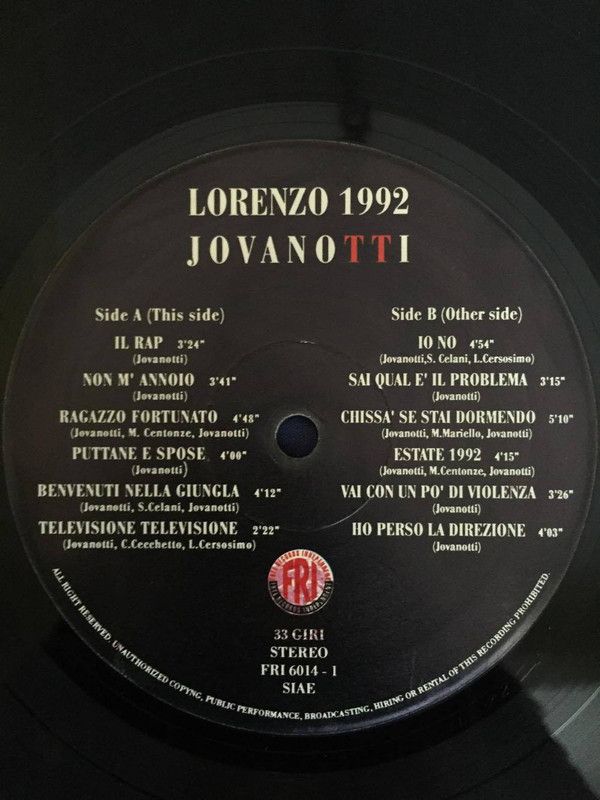 LORENZO 1992
JOVANOTTI
Side A (This side)
IL RAP 3'24"
(Jovanotti)
NON M' ANNOIO 3'41"
(Jovanotti)
RAGAZZO FORTUNATO 4'48"
(Jovanotti, M. Centonze, Jovanotti)
PUTTANE E SPOSE 4'00"
(Jovanotti)
BENVENUTI NELLA GIUNGLA 4'12"
(Jovanotti, S.Celani, Jovanotti)
TELEVISIONE TELEVISIONE 2'22"
(Jovanotti, C.Cecchetto, L.Cersosimo)
Side B (Other side)
IO NO 4'54"
(Jovanotti,S. Celani, L.Cersosimo)
SAI QUAL E' IL PROBLEMA 3'15"
(Jovanotti)
CHISSA' SE STAI DORMENDO 5'10"
(Jovanotti, M.Mariello, Jovanotti)
ESTATE 1992 4'15"
(Jovanotti, M.Centonze, Jovanotti)
VAI CON UN PO' DI VIOLENZA 3'26"
(Jovanotti)
HO PERSO LA DIREZIONE 4'03"
(Jovanotti)
FRI
33 GIRI
STEREO
FRI 6014 - 1
SIAE
ALL RIGHT RESERVED. UNAUTHORIZED COPYNG, PUBLIC PERFORMANCE, BROADCASTING, HIRING OR RENTAL OF THIS RECORDING PROHIBITED.